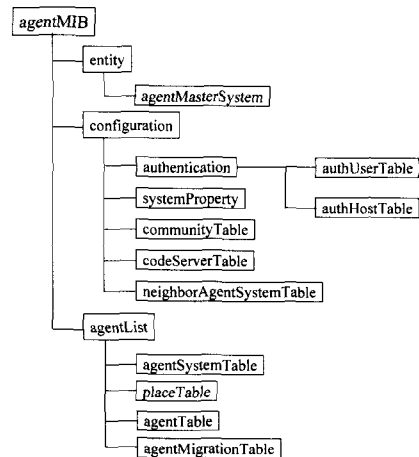 agentMIB
entity
agentMasterSystem
configuration
authentication
authUserTable
systemProperty
authHostTable
communityTable
codeServerTable
neighborAgentSystemTable
agentList
agentSystemTable
placeTable
agentTable
agentMigrationTable